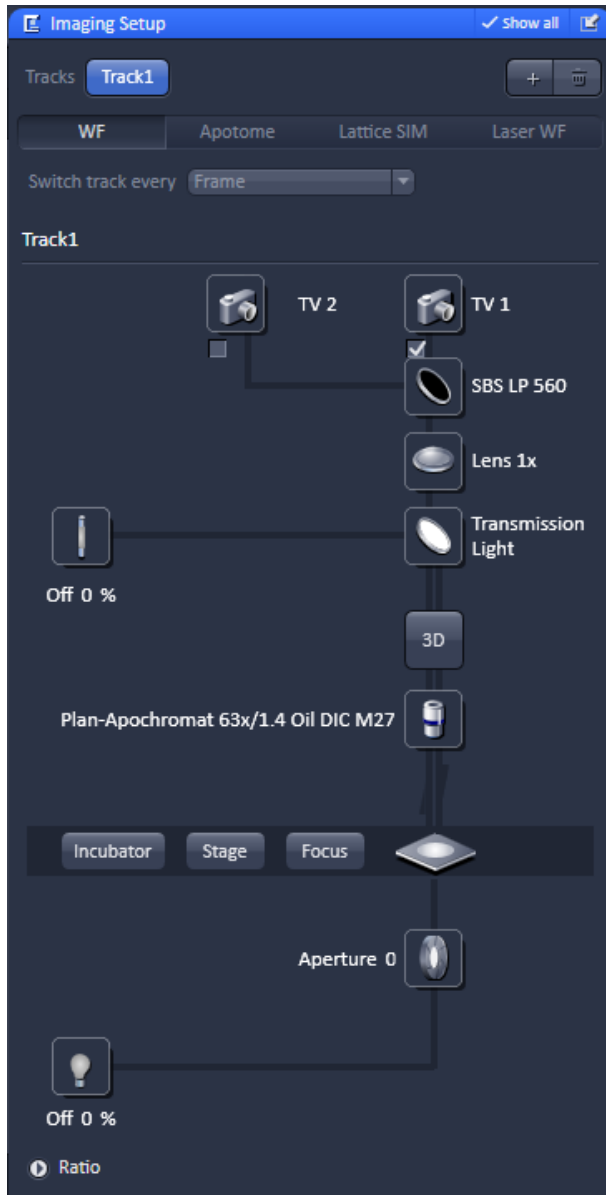 Imaging Setup
Show all
Tracks Track1
+
WF Apotome Lattice SIM Laser WF
Switch track every Frame
Track1
TV 2
TV 1
SBS LP 560
Lens 1x
Transmission
Light
Off 0 %
3D
Plan-Apochromat 63x/1.4 Oil DIC M27
Incubator Stage Focus
Aperture 0
Off 0 %
Ratio